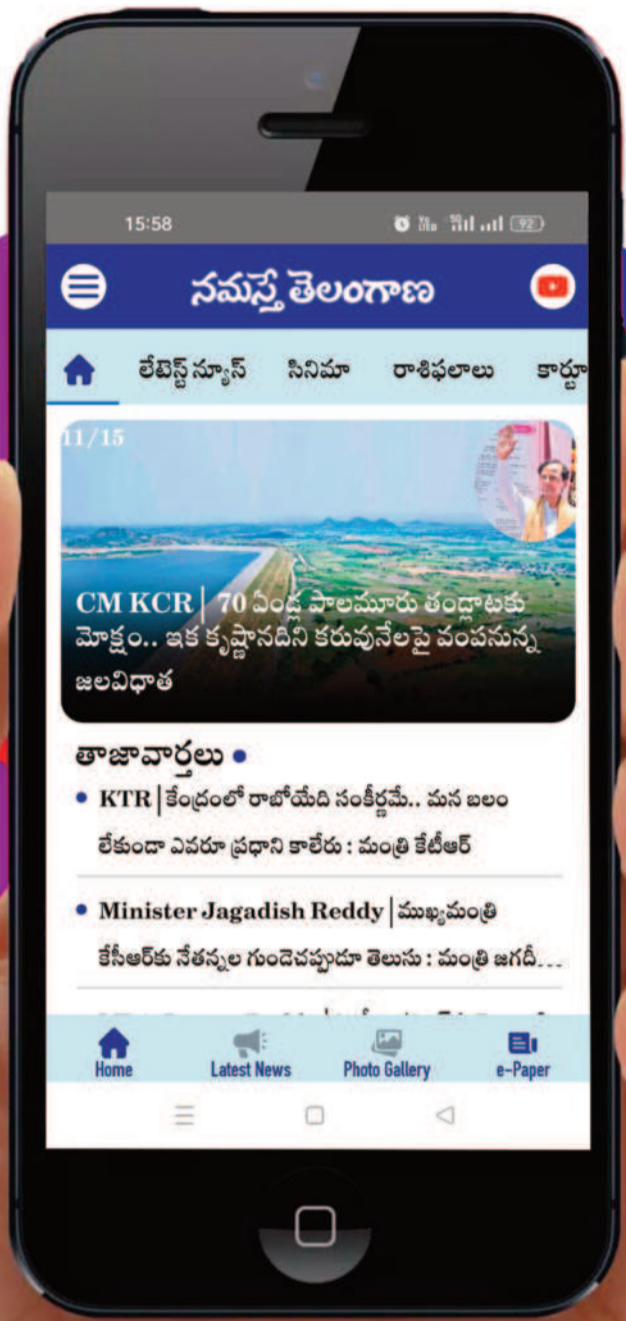 15:58
92
నమస్తే తెలంగాణ
లేటెస్ట్ న్యూస్ సినిమా రాశిఫలాలు కార్టూ
11/15
CM KCR| 70 ఏండ్ల పాలమూరు తండ్లాటకు
మోక్షం.. ఇక కృష్ణానదిని కరువునేలపై వంపనున్న
జలవిధాత
తాజావార్తలు •
• KTR|కేంద్రంలో రాబోయేది సంకీర్ణమే.. మన బలం
లేకుండా ఎవరూ ప్రధాని కాలేరు : మంత్రి కేటీఆర్
• Minister Jagadish Reddy|ముఖ్యమంత్రి
కేసీఆర్‌కు నేతన్నల గుండెచప్పుడూ తెలుసు : మంత్రి జగదీ...
Home Latest News Photo Gallery e-Paper